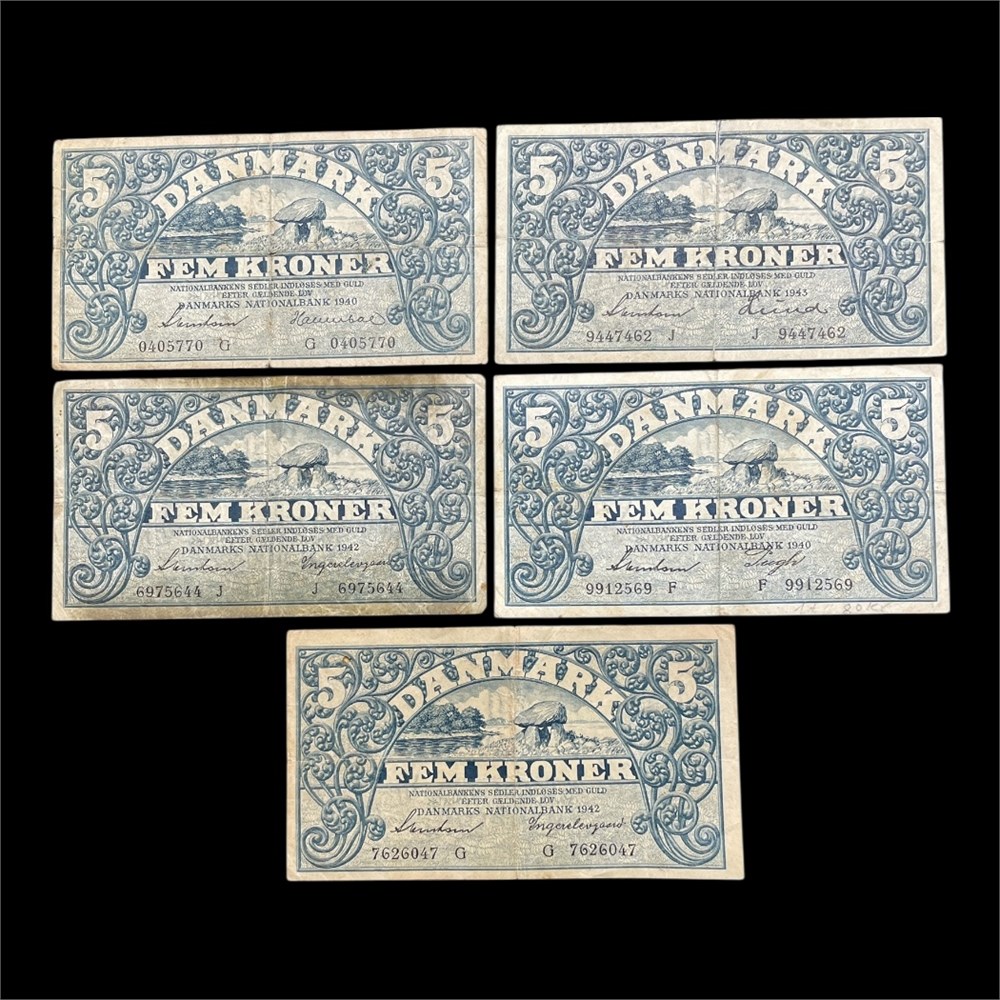 5 DANMARK 5
FEM KRONER
NATIONALBANKENS SEDLER INDLØSES MED GULD
EFTER GÆLDENDE LOV
DANMARKS NATIONALBANK 1940
0405770 G G 0405770
5 DANMARK 5
FEM KRONER
NATIONALBANKENS SEDLER INDLØSES MED GULD
EFTER GÆLDENDE LOV
DANMARKS NATIONALBANK 1943
Lund
9447462 J J 9447462
5 DANMARK 5
FEM KRONER
NATIONALBANKENS SEDLER INDLØSES MED GULD
EFTER GÆLDENDE LOV
DANMARKS NATIONALBANK 1942
6975644 J J 6975644
5 DANMARK 5
FEM KRONER
NATIONALBANKENS SEDLER INDLØSES MED GULD
EFTER GÆLDENDE LOV
DANMARKS NATIONALBANK 1940
9912569 F F 9912569
5 DANMARK 5
FEM KRONER
NATIONALBANKENS SEDLER INDLØSES MED GULD
EFTER GÆLDENDE LOV
DANMARKS NATIONALBANK 1942
7626047 G G 7626047